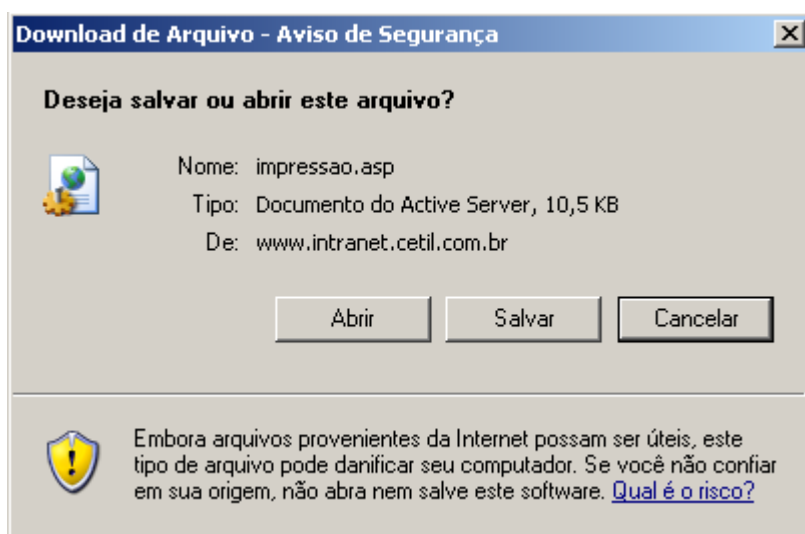 Download de Arquivo - Aviso de Segurança
Deseja salvar ou abrir este arquivo?
Nome: impressao.asp
Tipo: Documento do Active Server, 10,5 KB
De: www.intranet.cetil.com.br
Abrir Salvar Cancelar
Embora arquivos provenientes da Internet possam ser úteis, este
tipo de arquivo pode danificar seu computador. Se você não confiar
em sua origem, não abra nem salve este software. Qual é o risco?